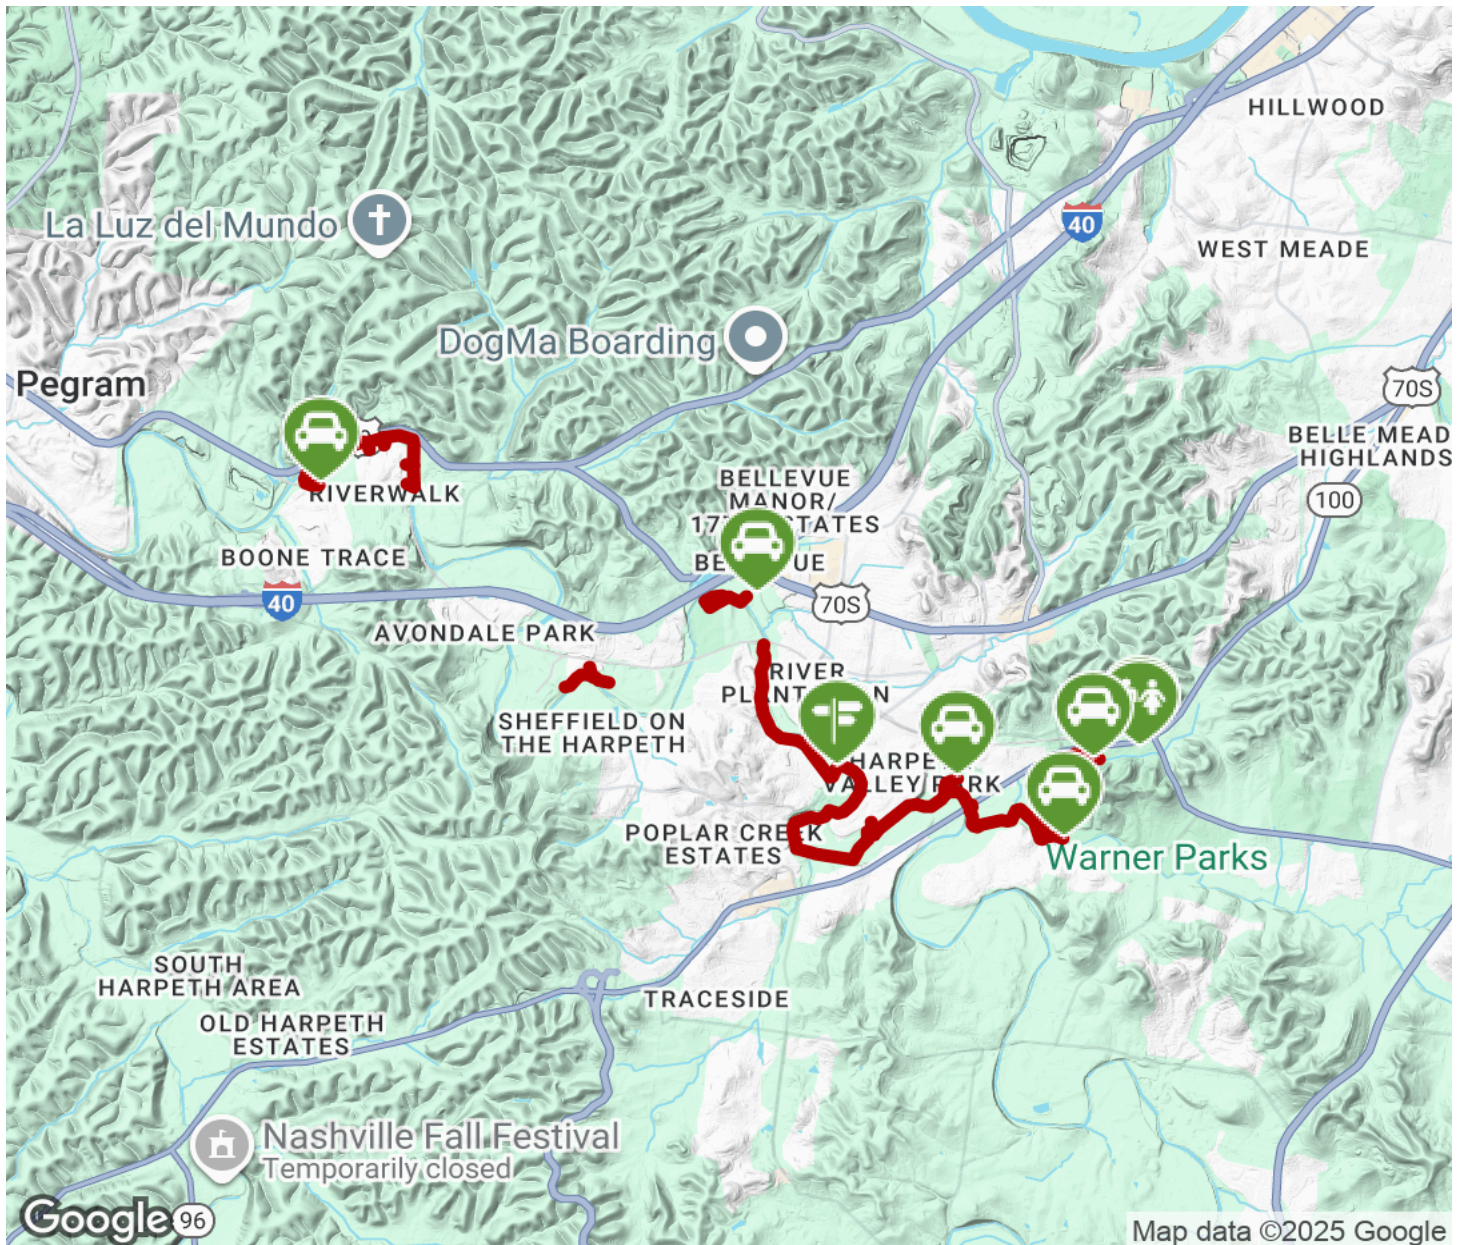 HILLWOOD
La Luz del Mundo
40
WEST MEADE
DogMa Boarding
Pegram
70S
BELLE MEAD
HIGHLANDS
100
RIVERWALK
BELLEVUE
MANOR/
BOONE TRACE
40
70S
AVONDALE PARK
RIVER
SHEFFIELD ON
THE HARPETH
VALLEY PARK
POPLAR CREEK
ESTATES
Warner Parks
SOUTH
HARPETH AREA
TRACESIDE
OLD HARPETH
ESTATES
Nashville Fall Festival
Temporarily closed
Google
96
Map data ©2025 Google